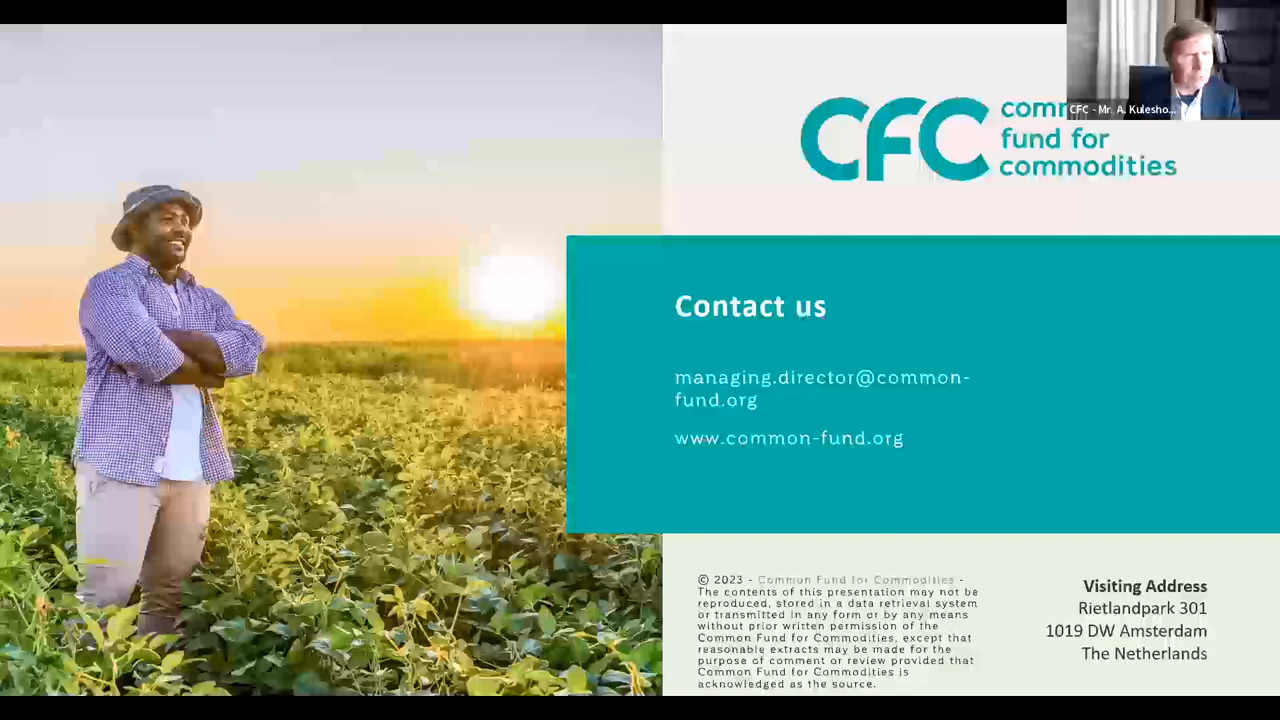 CFC - Mr. A. Kulesho...
CFC
fund for
commodities
Contact us
managing.director@common-
fund.org
www.common-fund.org
© 2023 - Common Fund for Commodities -
The contents of this presentation may not be
reproduced, stored in a data retrieval system
or transmitted in any form or by any means
without prior written permission of the
Common Fund for Commodities, except that
reasonable extracts may be made for the
purpose of comment or review provided that
Common Fund for Commodities is
acknowledged as the source.
Visiting Address
Rietlandpark 301
1019 DW Amsterdam
The Netherlands